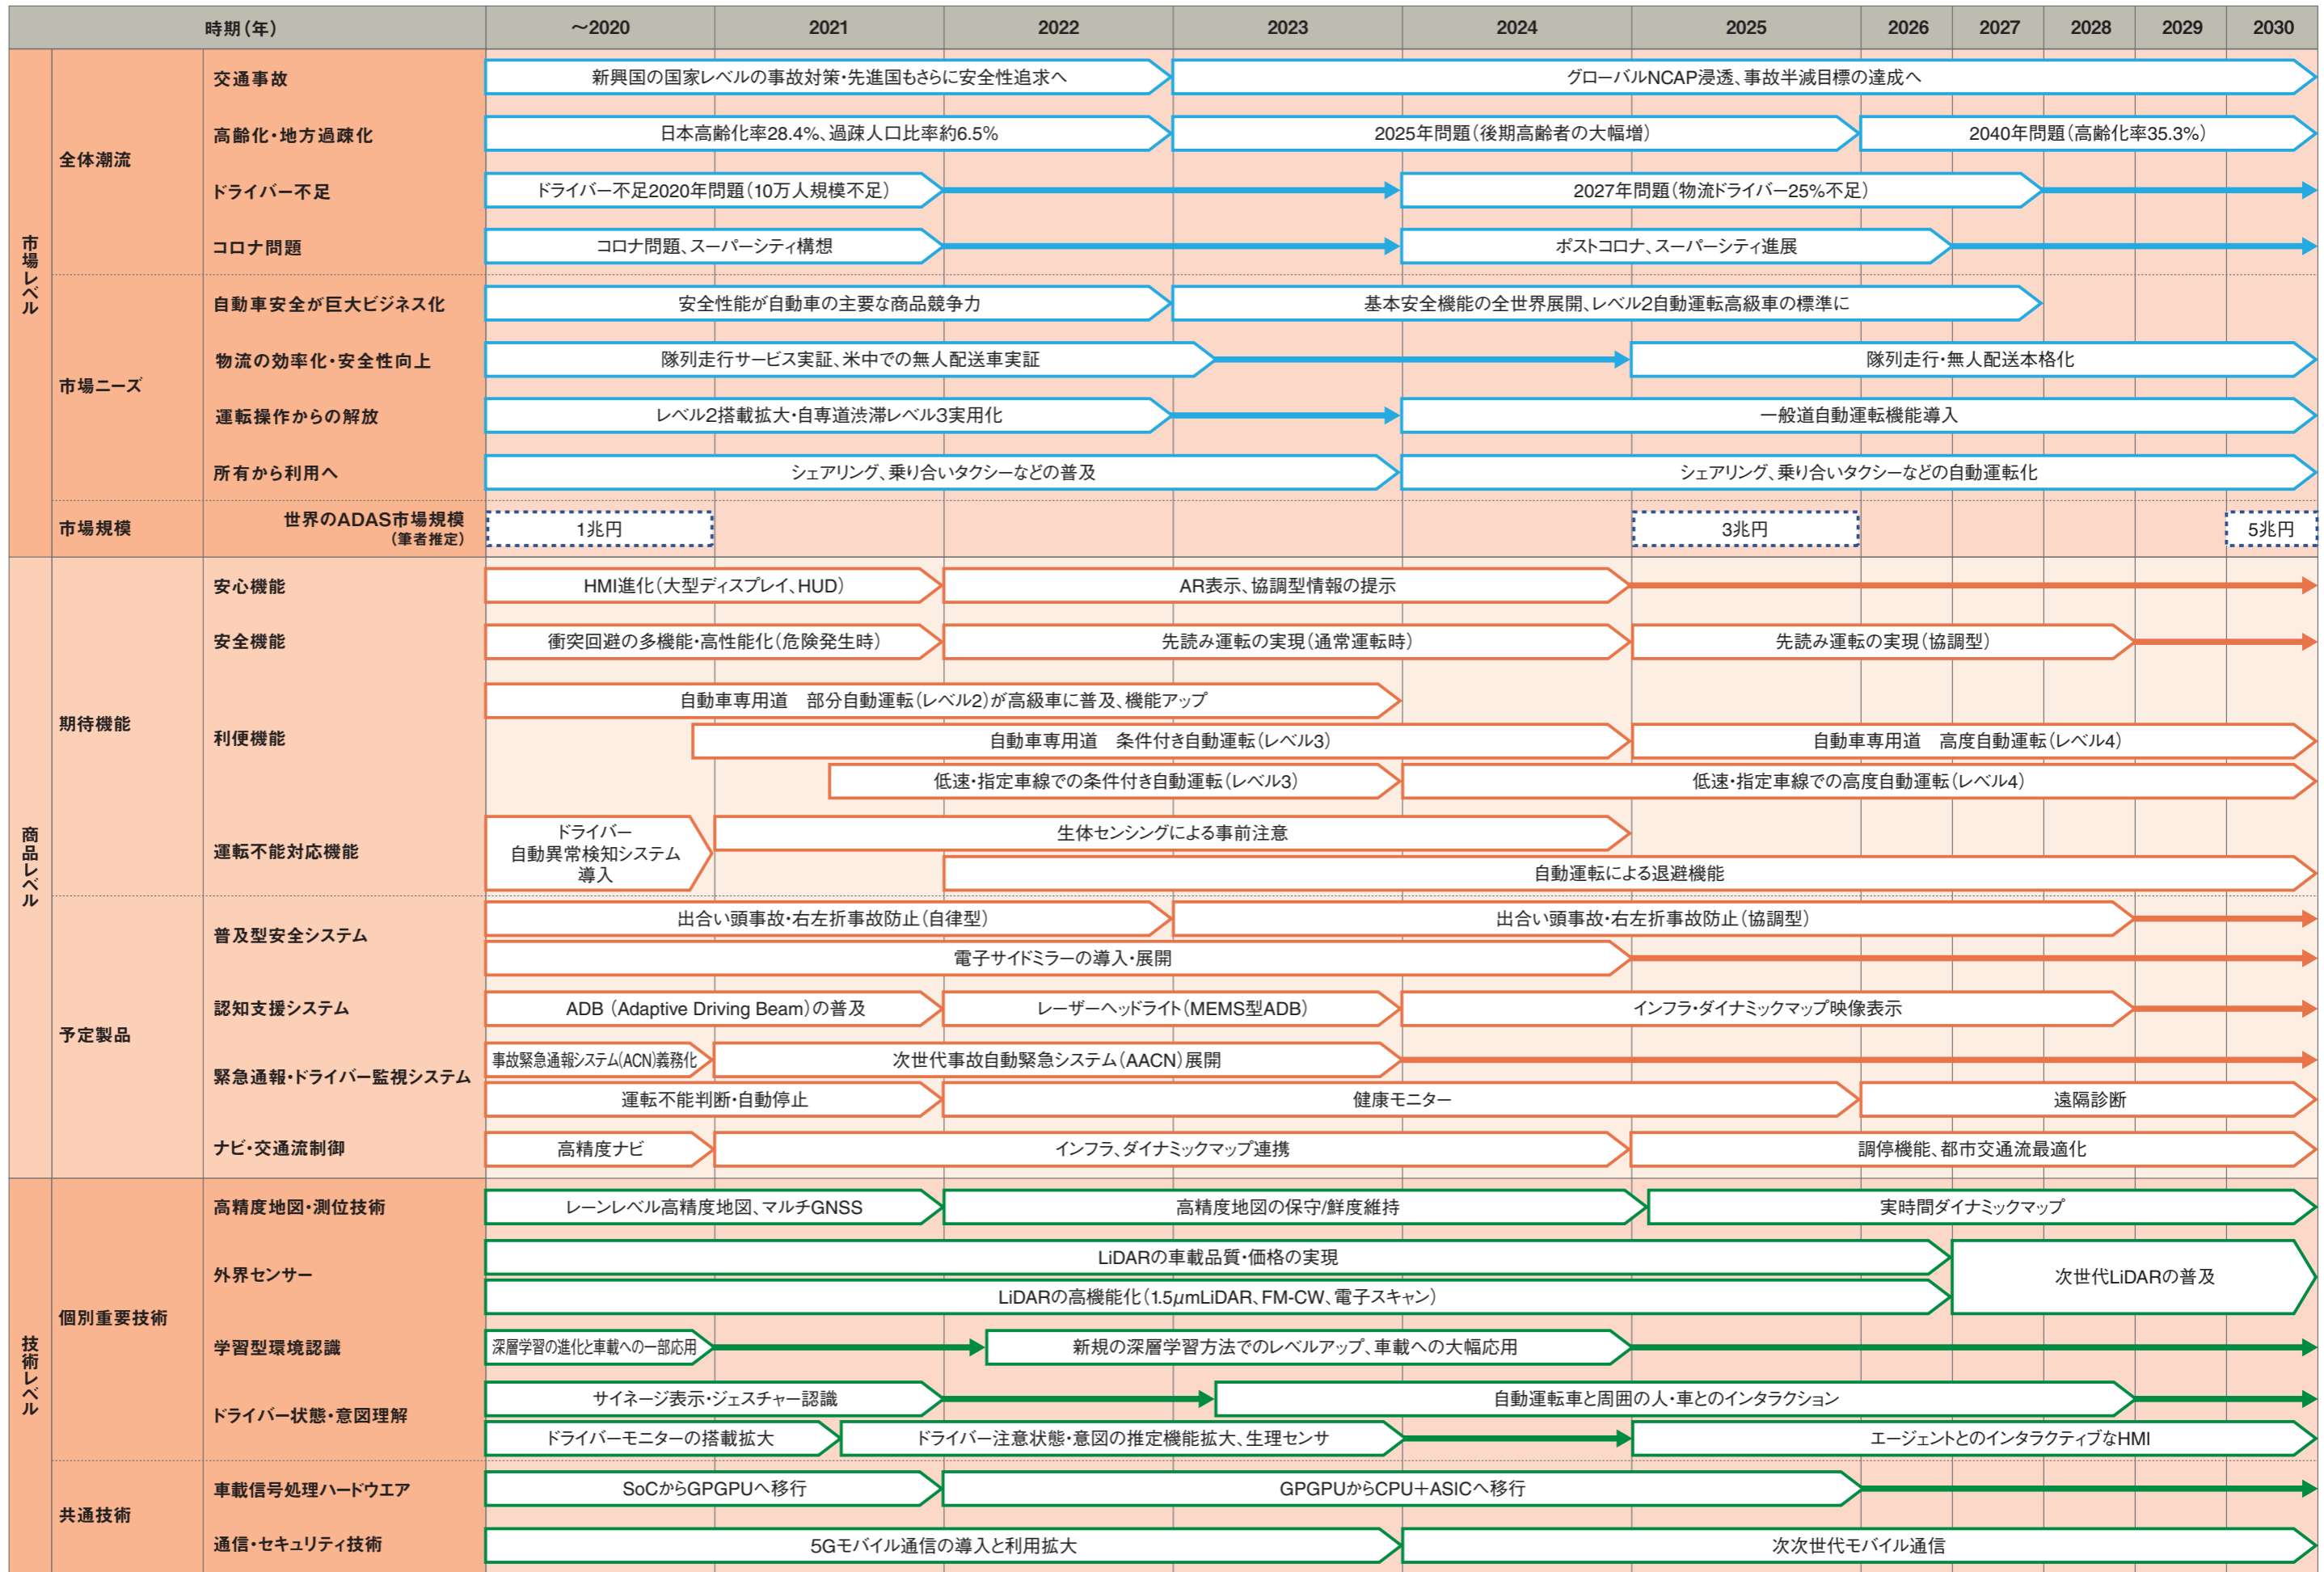 時期（年）
～2020
2021
2022
2023
2024
2025
2026
2027
2028
2029
2030
市場レベル
全体潮流
交通事故
新興国の国家レベルの事故対策・先進国もさらに安全性追求へ
グローバルNCAP浸透、事故半減目標の達成へ
高齢化・地方過疎化
日本高齢化率28.4%、過疎人口比率約6.5%
2025年問題（後期高齢者の大幅増）
2040年問題（高齢化率35.3%）
ドライバー不足
ドライバー不足2020年問題（10万人規模不足）
2027年問題（物流ドライバー25%不足）
コロナ問題
コロナ問題、スーパーシティ構想
ポストコロナ、スーパーシティ進展
市場ニーズ
自動車安全が巨大ビジネス化
安全性能が自動車の主要な商品競争力
基本安全機能の全世界展開、レベル2自動運転高級車の標準に
物流の効率化・安全性向上
隊列走行サービス実証、米中での無人配送車実証
隊列走行・無人配送本格化
運転操作からの解放
レベル2搭載拡大・自専道渋滞レベル3実用化
一般道自動運転機能導入
所有から利用へ
シェアリング、乗り合いタクシーなどの普及
シェアリング、乗り合いタクシーなどの自動運転化
市場規模
世界のADAS市場規模
（筆者推定）
1兆円
3兆円
5兆円
商品レベル
期待機能
安心機能
HMI進化（大型ディスプレイ、HUD）
AR表示、協調型情報の提示
安全機能
衝突回避の多機能・高性能化（危険発生時）
先読み運転の実現（通常運転時）
先読み運転の実現（協調型）
利便機能
自動車専用道　部分自動運転（レベル2）が高級車に普及、機能アップ
自動車専用道　条件付き自動運転（レベル3）
自動車専用道　高度自動運転（レベル4）
低速・指定車線での条件付き自動運転（レベル3）
低速・指定車線での高度自動運転（レベル4）
運転不能対応機能
ドライバー
自動異常検知システム
導入
生体センシングによる事前注意
自動運転による退避機能
予定製品
普及型安全システム
出合い頭事故・右左折事故防止（自律型）
出合い頭事故・右左折事故防止（協調型）
電子サイドミラーの導入・展開
認知支援システム
ADB（Adaptive Driving Beam）の普及
レーザーヘッドライト（MEMS型ADB）
インフラ・ダイナミックマップ映像表示
緊急通報・ドライバー監視システム
事故緊急通報システム（ACN）義務化
次世代事故自動緊急システム（AACN）展開
運転不能判断・自動停止
健康モニター
遠隔診断
ナビ・交通流制御
高精度ナビ
インフラ、ダイナミックマップ連携
調停機能、都市交通流最適化
技術レベル
個別重要技術
高精度地図・測位技術
レーンレベル高精度地図、マルチGNSS
高精度地図の保守/鮮度維持
実時間ダイナミックマップ
外界センサー
LiDARの車載品質・価格の実現
LiDARの高機能化（1.5μmLiDAR、FM-CW、電子スキャン）
次世代LiDARの普及
学習型環境認識
深層学習の進化と車載への一部応用
新規の深層学習方法でのレベルアップ、車載への大幅応用
ドライバー状態・意図理解
サイネージ表示・ジェスチャー認識
自動運転車と周囲の人・車とのインタラクション
ドライバーモニターの搭載拡大
ドライバー注意状態・意図の推定機能拡大、生理センサ
エージェントとのインタラクティブなHMI
共通技術
車載信号処理ハードウエア
SoCからGPGPUへ移行
GPGPUからCPU＋ASICへ移行
通信・セキュリティ技術
5Gモバイル通信の導入と利用拡大
次次世代モバイル通信